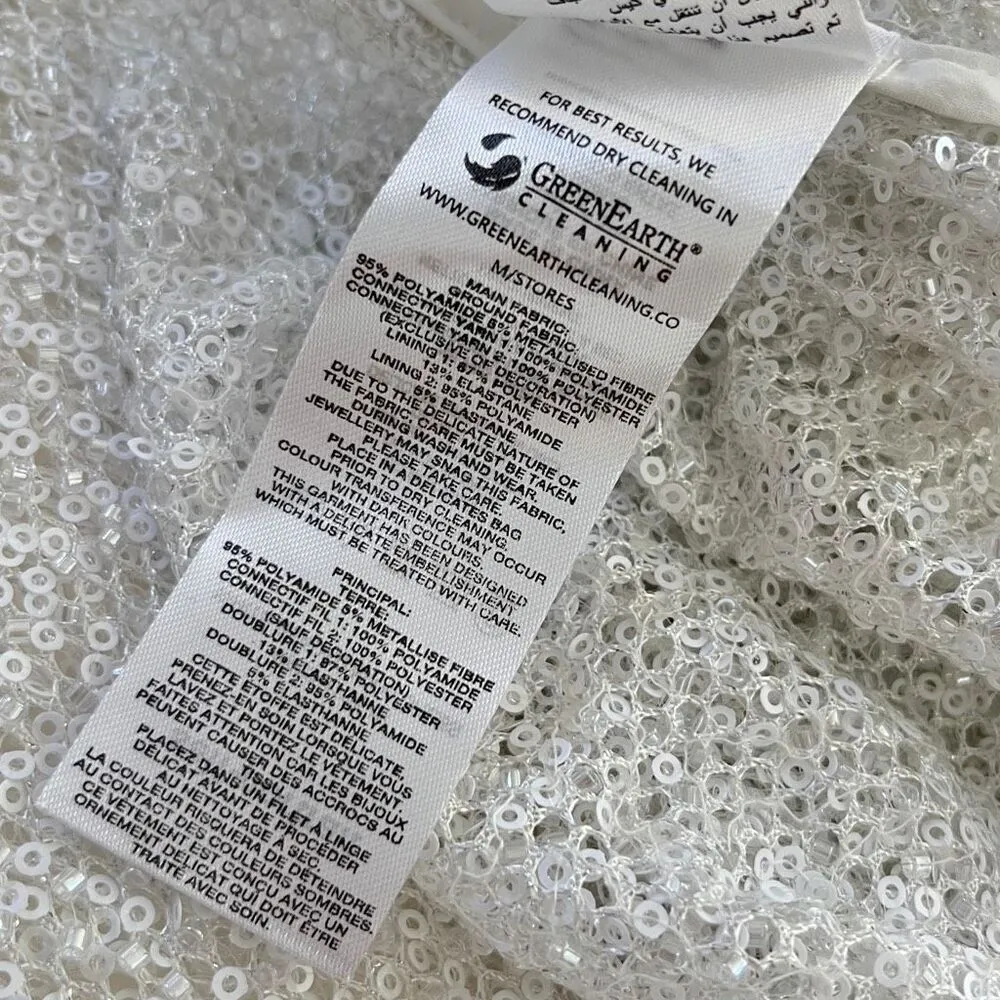 FOR BEST RESULTS, WE
RECOMMEND DRY CLEANING IN
GREENEARTH®
CLEANING
WWW.GREENEARTHCLEANING.CO
M/STORES
MAIN FABRIC:
GROUND FABRIC:
95% POLYAMIDE 5% METALLISED FIBRE
CONNECTIVE YARN 1: 100% POLYAMIDE
CONNECTIVE YARN 2: 100% POLYESTER
(EXCLUSIVE OF DECORATION)
LINING 1: 87% POLYESTER
13% ELASTANE
LINING 2: 95% POLYAMIDE
5% ELASTANE
DUE TO THE DELICATE NATURE OF
THE FABRIC, CARE MUST BE TAKEN
DURING WASH AND WEAR.
JEWELLERY MAY SNAG THIS FABRIC,
PLEASE TAKE CARE.
PLACE IN A DELICATES BAG
PRIOR TO DRY CLEANING.
COLOUR TRANSFERENCE MAY OCCUR
WITH DARK COLOURS.
THIS GARMENT HAS BEEN DESIGNED
WITH A DELICATE EMBELLISHMENT
WHICH MUST BE TREATED WITH CARE.
PRINCIPAL:
TERRE:
95% POLYAMIDE 5% METALLISE FIBRE
CONNECTIF FIL 1: 100% POLYAMIDE
CONNECTIF FIL 2: 100% POLYESTER
(SAUF DÉCORATION)
DOUBLURE 1: 87% POLYESTER
13% ELASTHANNE
DOUBLURE 2: 95% POLYAMIDE
5% ELASTHANNE
CETTE ÉTOFFE EST DÉLICATE,
PRENEZ-EN SOIN LORSQUE VOUS
LAVEZ ET PORTEZ LE VÊTEMENT.
FAITES ATTENTION CAR LES BIJOUX
PEUVENT CAUSER DES ACCROCS AU
TISSU.
PLACEZ DANS UN FILET À LINGE
DÉLICAT AVANT DE PROCÉDER
AU NETTOYAGE À SEC.
LA COULEUR RISQUERA DE DÉTEINDRE
AU CONTACT DES COULEURS SOMBRES.
CE VÊTEMENT EST CONÇU AVEC UN
ORNEMENT DÉLICAT QUI DOIT ÊTRE
TRAITÉ AVEC SOIN.